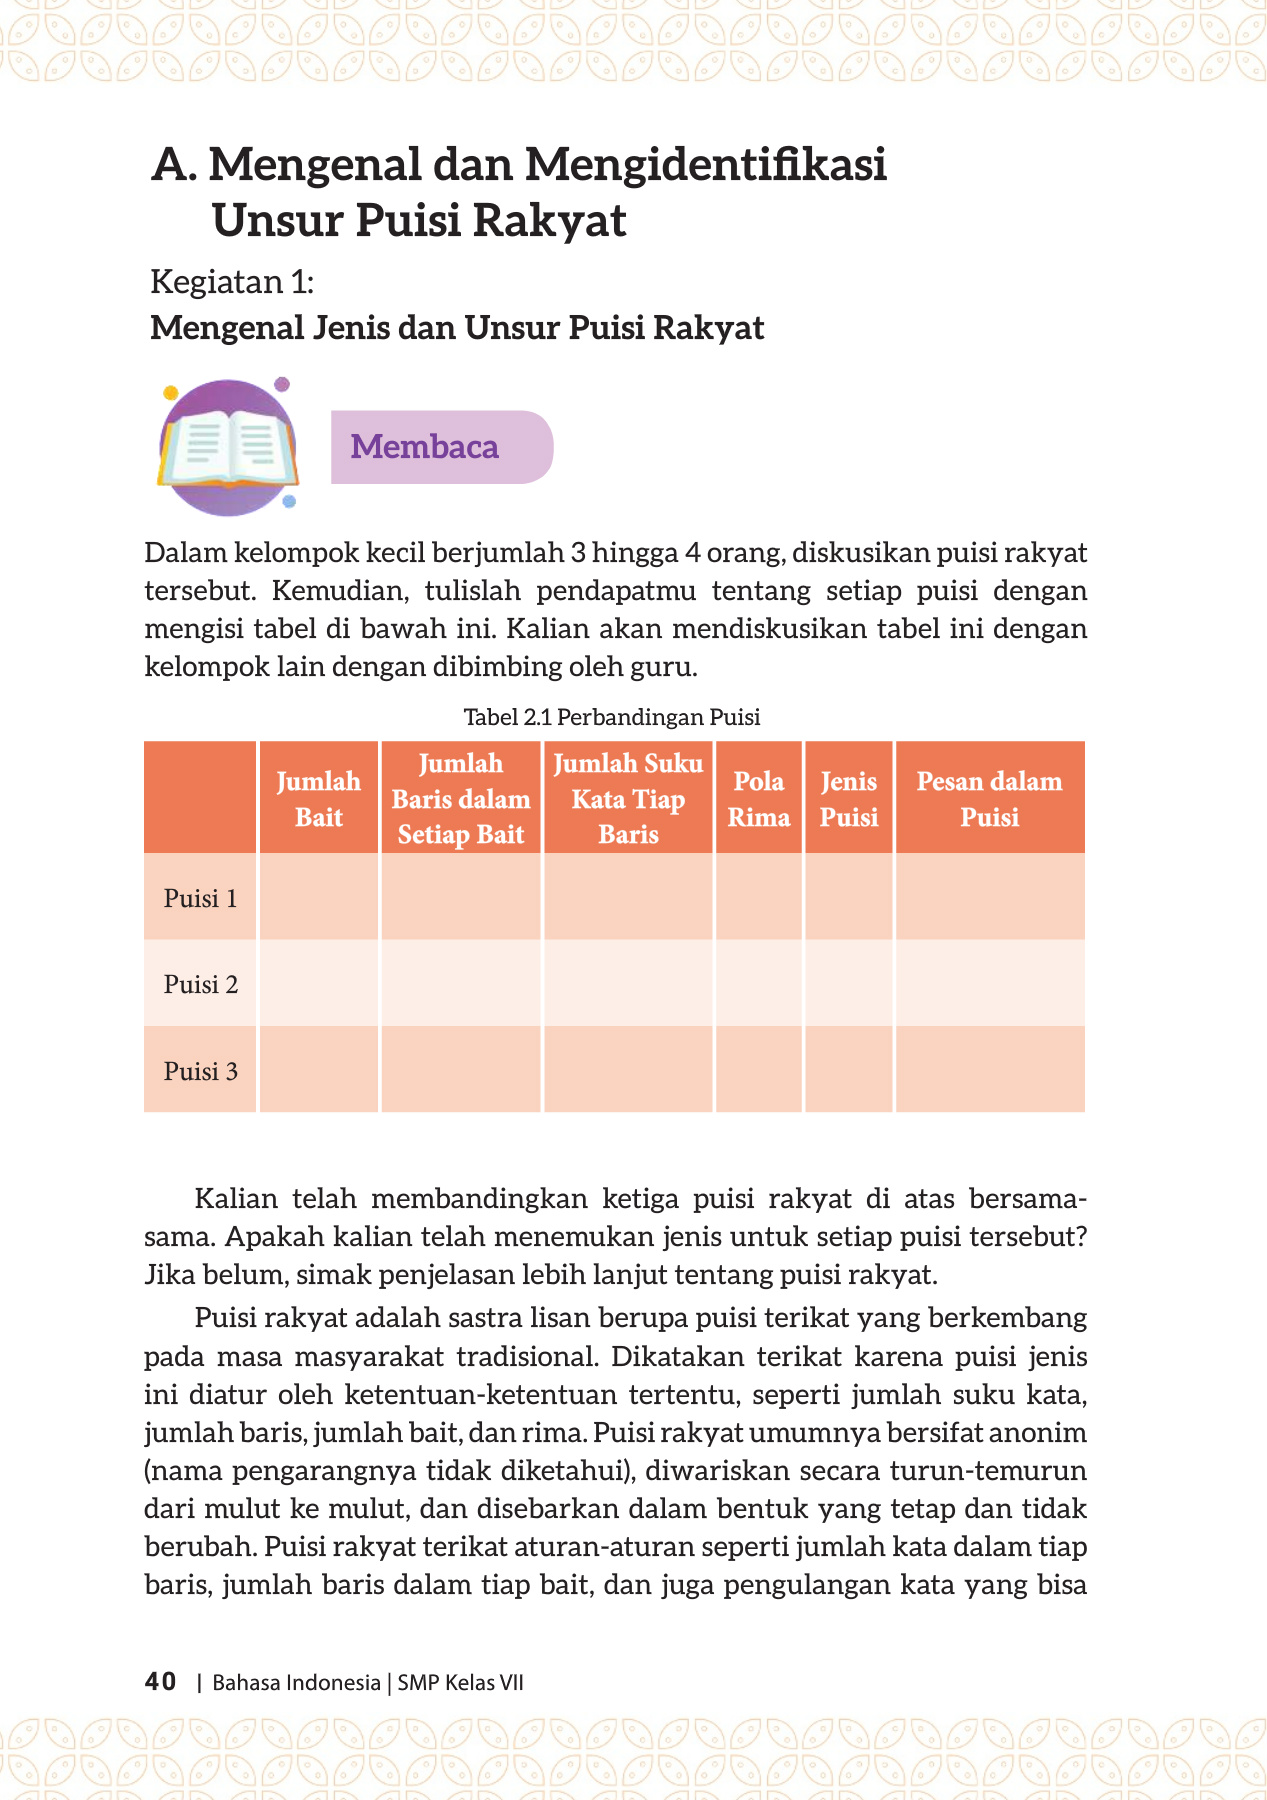 A. Mengenal dan Mengidentifikasi
Unsur Puisi Rakyat
Kegiatan 1:
Mengenal Jenis dan Unsur Puisi Rakyat
Membaca
Dalam kelompok kecil berjumlah 3 hingga 4 orang, diskusikan puisi rakyat
tersebut. Kemudian, tulislah pendapatmu tentang setiap puisi dengan
mengisi tabel di bawah ini. Kalian akan mendiskusikan tabel ini dengan
kelompok lain dengan dibimbing oleh guru.
Tabel 2.1 Perbandingan Puisi
Jumlah
Bait
Jumlah
Baris dalam
Setiap Bait
Jumlah Suku
Kata Tiap
Baris
Pola
Rima
Jenis
Puisi
Pesan dalam
Puisi
Puisi 1
Puisi 2
Puisi 3
Kalian telah membandingkan ketiga puisi rakyat di atas bersama-
sama. Apakah kalian telah menemukan jenis untuk setiap puisi tersebut?
Jika belum, simak penjelasan lebih lanjut tentang puisi rakyat.
Puisi rakyat adalah sastra lisan berupa puisi terikat yang berkembang
pada masa masyarakat tradisional. Dikatakan terikat karena puisi jenis
ini diatur oleh ketentuan-ketentuan tertentu, seperti jumlah suku kata,
jumlah baris, jumlah bait, dan rima. Puisi rakyat umumnya bersifat anonim
(nama pengarangnya tidak diketahui), diwariskan secara turun-temurun
dari mulut ke mulut, dan disebarkan dalam bentuk yang tetap dan tidak
berubah. Puisi rakyat terikat aturan-aturan seperti jumlah kata dalam tiap
baris, jumlah baris dalam tiap bait, dan juga pengulangan kata yang bisa
40 | Bahasa Indonesia | SMP Kelas VII